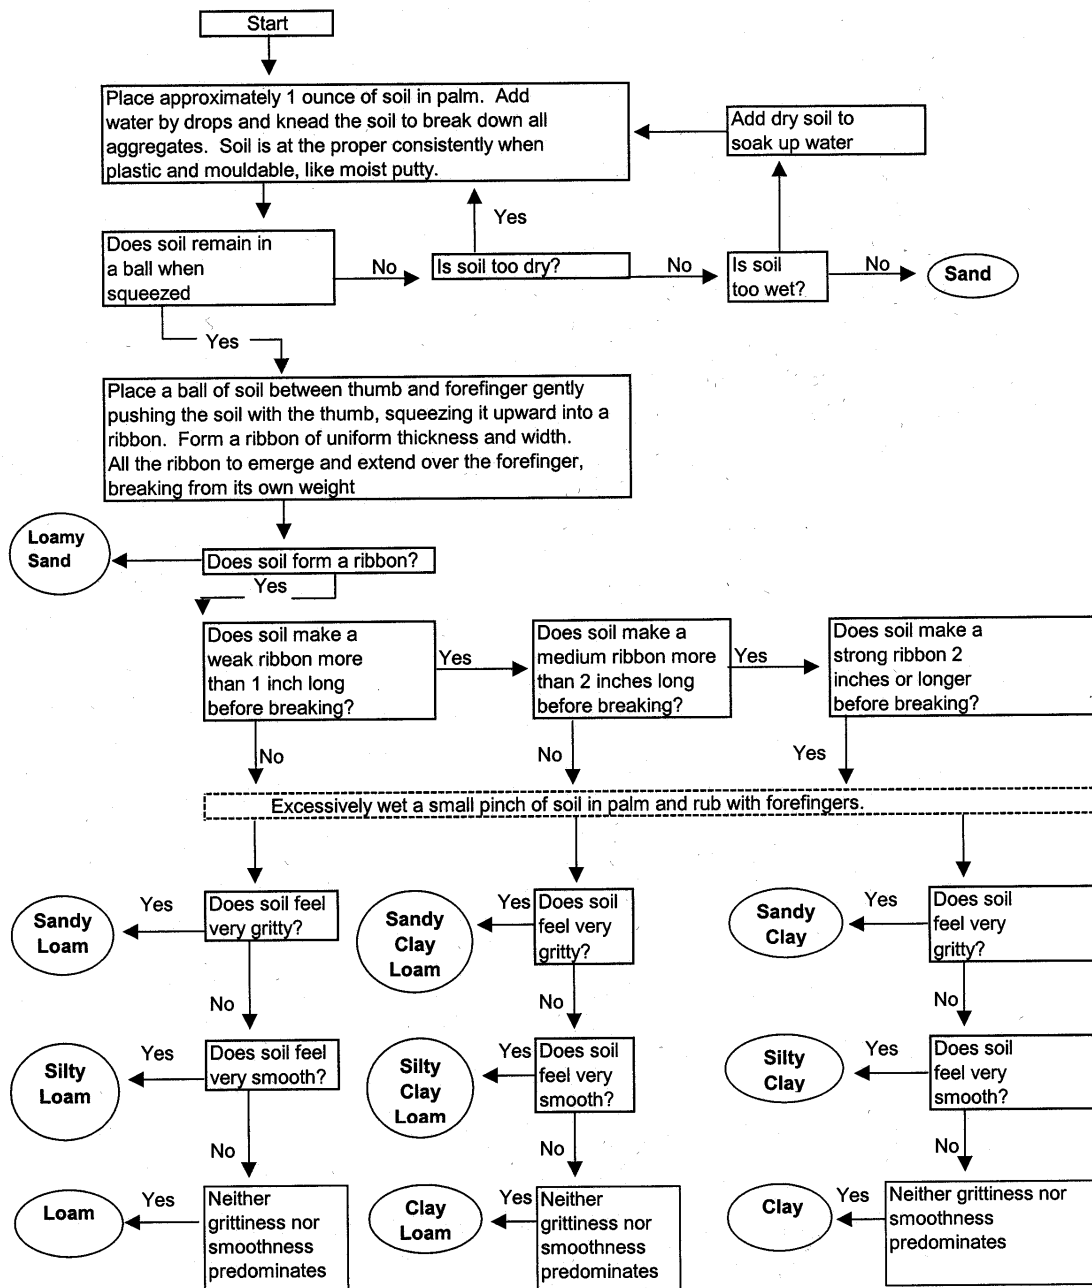 Start
Place approximately 1 ounce of soil in palm. Add
water by drops and knead the soil to break down all
aggregates. Soil is at the proper consistently when
plastic and mouldable, like moist putty.
Add dry soil to
soak up water
Yes
Does soil remain in
a ball when
squeezed
No
Is soil too dry?
No
Is soil
too wet?
No
Sand
Yes
Place a ball of soil between thumb and forefinger gently
pushing the soil with the thumb, squeezing it upward into a
ribbon. Form a ribbon of uniform thickness and width.
All the ribbon to emerge and extend over the forefinger,
breaking from its own weight
Loamy
Sand
Does soil form a ribbon?
Yes
Does soil make a
weak ribbon more
than 1 inch long
before breaking?
Yes
Does soil make a
medium ribbon more
than 2 inches long
before breaking?
Yes
Does soil make a
strong ribbon 2
inches or longer
before breaking?
No
No
Yes
Excessively wet a small pinch of soil in palm and rub with forefingers.
Sandy
Loam
Yes
Does soil feel
very gritty?
Sandy
Clay
Loam
Yes
Does soil
feel very
gritty?
Sandy
Clay
Yes
Does soil
feel very
gritty?
No
No
No
Silty
Loam
Yes
Does soil feel
very smooth?
Silty
Clay
Loam
Yes
Does soil
feel very
smooth?
Silty
Clay
Yes
Does soil
feel very
smooth?
No
No
No
Loam
Yes
Neither
grittiness nor
smoothness
predominates
Clay
Loam
Yes
Neither
grittiness nor
smoothness
predominates
Clay
Yes
Neither grittiness nor
smoothness
predominates